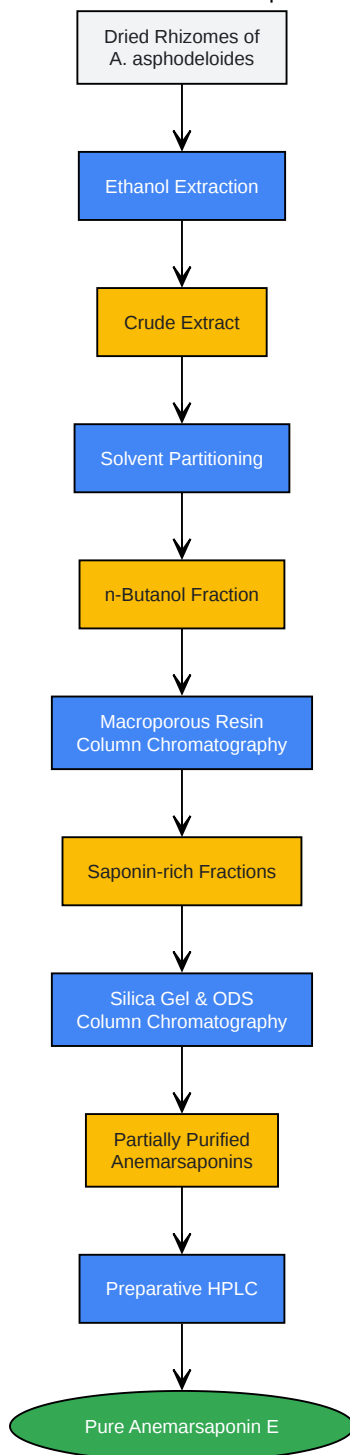 Dried Rhizomes of
A. asphodeloides
Ethanol Extraction
Crude Extract
Solvent Partitioning
n-Butanol Fraction
Macroporous Resin
Column Chromatography
Saponin-rich Fractions
Silica Gel & ODS
Column Chromatography
Partially Purified
Anemarsaponins
Preparative HPLC
Pure Anemarsaponin E